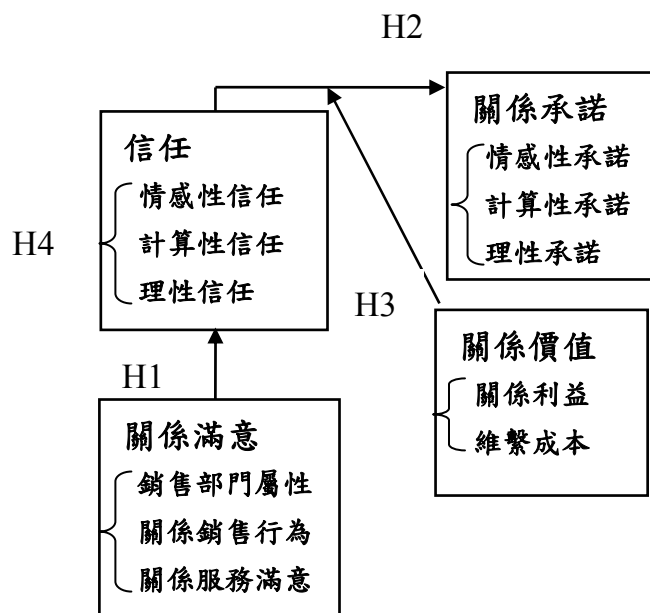 H2
信任
情感性信任
計算性信任
理性信任
關係承諾
情感性承諾
計算性承諾
理性承諾
H4
H3
關係價值
關係利益
維繫成本
H1
關係滿意
銷售部門屬性
關係銷售行為
關係服務滿意